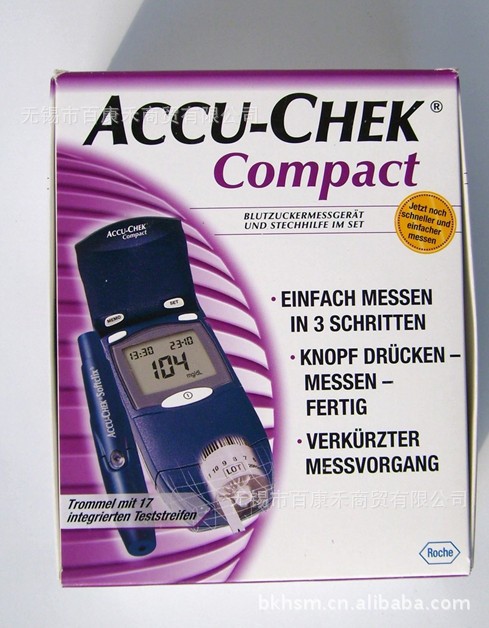 无锡市百康禾商贸有限公司
ACCU-CHEK®
Compact
BLUTZUCKERMESSGERÄT
UND STECHHILFE IM SET
Jetzt noch
schneller und
einfacher
messen
ACCU-CHEK
Compact
MEMO
SET
13:30 23-10
104
mg/dL
ACCU-CHEK Softclix
LOT
· EINFACH MESSEN
IN 3 SCHRITTEN
· KNOPF DRÜCKEN –
MESSEN –
FERTIG
· VERKÜRZTER
MESSVORGANG
Trommel mit 17
integrierten Teststreifen
无锡市百康禾商贸有限公司
Roche
bkhsm.cn.alibaba.com